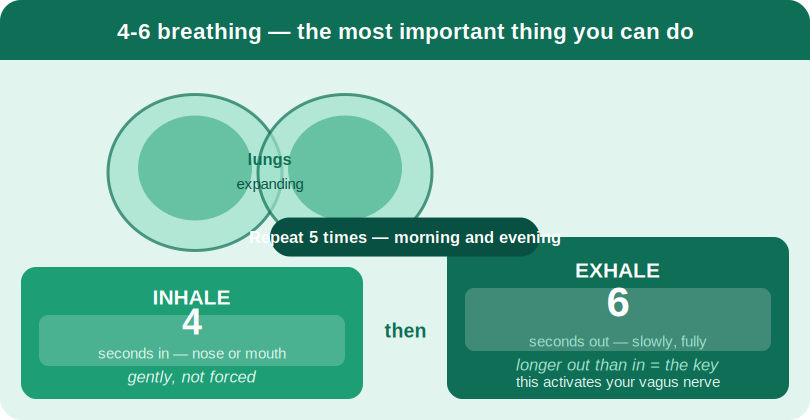 4-6 breathing — the most important thing you can do
lungs
expanding
Repeat 5 times — morning and evening
INHALE
4
seconds in — nose or mouth
gently, not forced
then
EXHALE
6
seconds out — slowly, fully
longer out than in = the key
this activates your vagus nerve